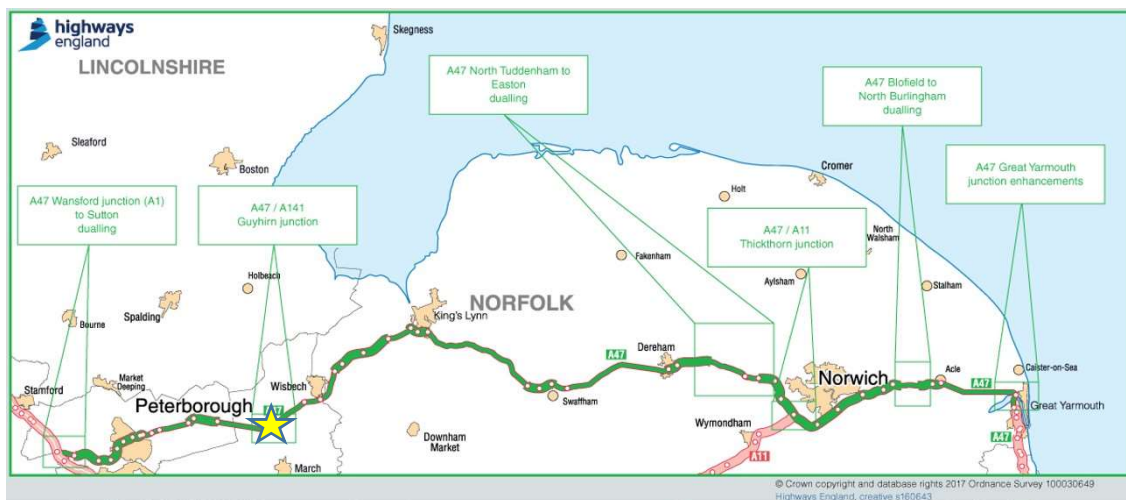 highways
england
Skegness
LINCOLNSHIRE
A47 North Tuddenham to
Easton
dualling
A47 Blofield to
North Burlingham
dualling
Sleaford
Boston
Cromer
A47 Great Yarmouth
junction enhancements
Holt
A47 Wansford junction (A1)
to Sutton
dualling
A47 / A141
Guyhirn junction
A47 / A11
Thickthorn junction
North
Walsham
Fakenham
Holbeach
Aylsham
Stalham
NORFOLK
Spalding
King's Lynn
Bourne
Dereham
A47
Market
Deeping
Wisbech
Acle
Caister-on-Sea
Stamford
Norwich
A47
Swaffham
Peterborough
Great Yarmouth
Downham
Market
Wymondham
A47
March
A11
© Crown copyright and database rights 2017 Ordnance Survey 100030649
Highways England, creative s160643